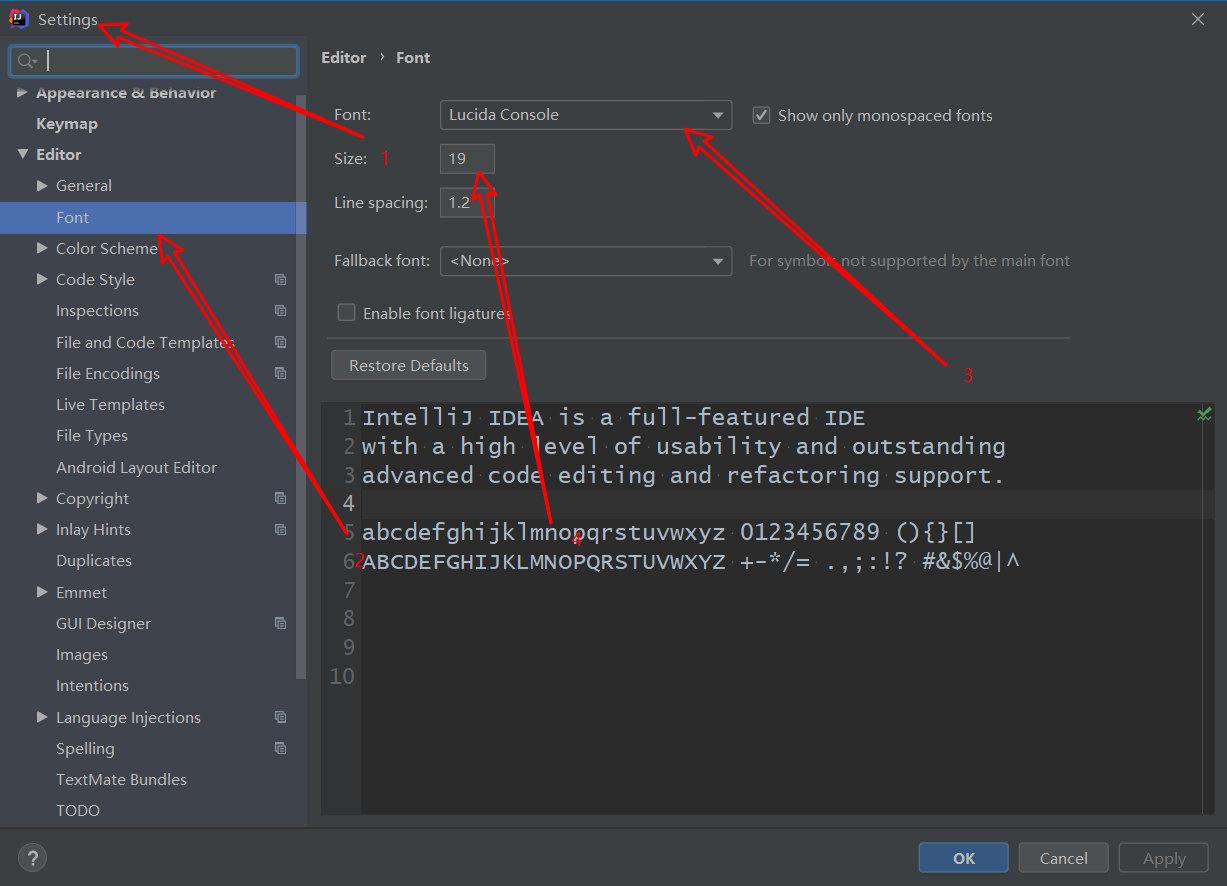 Settings
Appearance & Behavior
Keymap
Editor
General
Font
Color Scheme
Code Style
Inspections
File and Code Templates
File Encodings
Live Templates
File Types
Android Layout Editor
Copyright
Inlay Hints
Duplicates
Emmet
GUI Designer
Images
Intentions
Language Injections
Spelling
TextMate Bundles
TODO
Editor › Font
Font: Lucida Console Show only monospaced fonts
Size: 1 19
Line spacing: 1.2
Fallback font: <None> For symbols not supported by the main font
Enable font ligatures
Restore Defaults
3
1 IntelliJ IDEA is a full-featured IDE
2 with a high level of usability and outstanding
3 advanced code editing and refactoring support.
4
5 abcdefghijklmnopqrstuvwxyz 0123456789 (){}[]
4
6 ABCDEFGHIJKLMNOPQRSTUVWXYZ +-*/= .,;:!? #&$%@|^
2
7
8
9
10
? OK Cancel Apply